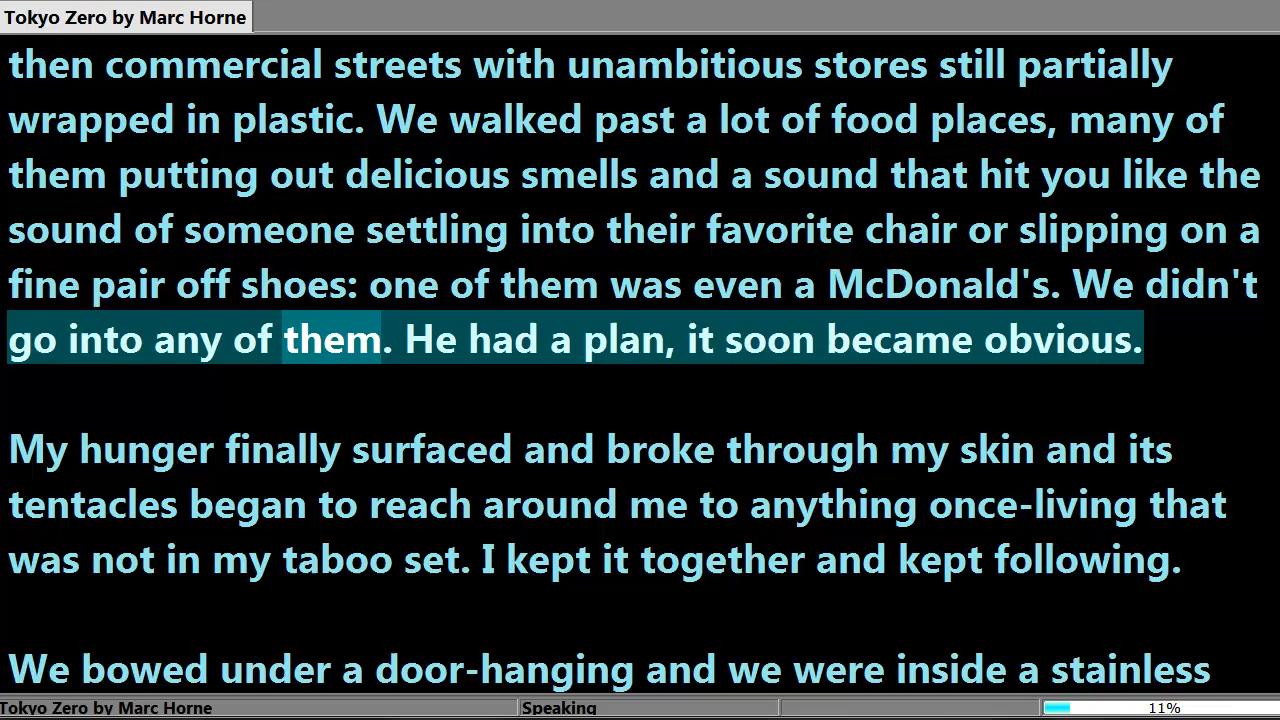 Tokyo Zero by Marc Horne
then commercial streets with unambitious stores still partially
wrapped in plastic. We walked past a lot of food places, many of
them putting out delicious smells and a sound that hit you like the
sound of someone settling into their favorite chair or slipping on a
fine pair off shoes: one of them was even a McDonald's. We didn't
go into any of them. He had a plan, it soon became obvious.
My hunger finally surfaced and broke through my skin and its
tentacles began to reach around me to anything once-living that
was not in my taboo set. I kept it together and kept following.
We bowed under a door-hanging and we were inside a stainless
Tokyo Zero by Marc Horne Speaking 11%